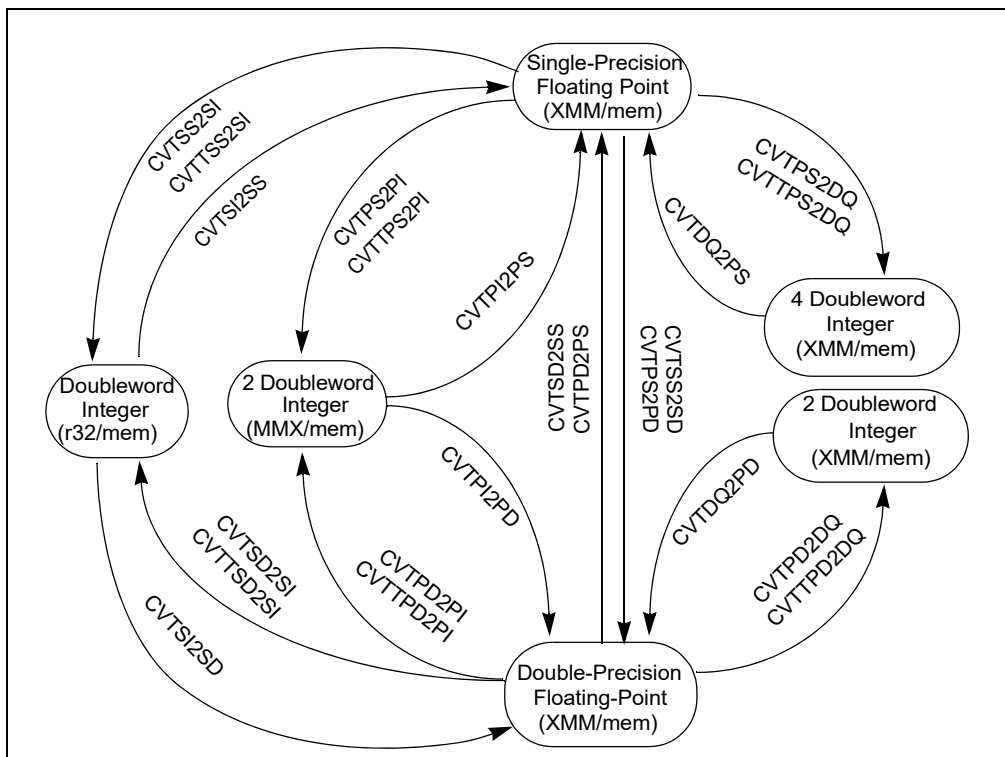 Single-Precision
Floating Point
(XMM/mem)
CVTSS2SI
CVTTSS2SI
CVTSI2SS
CVTPS2PI
CVTTPS2PI
CVTPI2PS
CVTPS2DQ
CVTTPS2DQ
CVTDQ2PS
4 Doubleword
Integer
(XMM/mem)
Doubleword
Integer
(r32/mem)
2 Doubleword
Integer
(MMX/mem)
CVTSD2SS
CVTPD2PS
CVTSS2SD
CVTPS2PD
2 Doubleword
Integer
(XMM/mem)
CVTPI2PD
CVTDQ2PD
CVTSD2SI
CVTTSD2SI
CVTPD2PI
CVTTPD2PI
CVTPD2DQ
CVTTPD2DQ
CVTSI2SD
Double-Precision
Floating-Point
(XMM/mem)